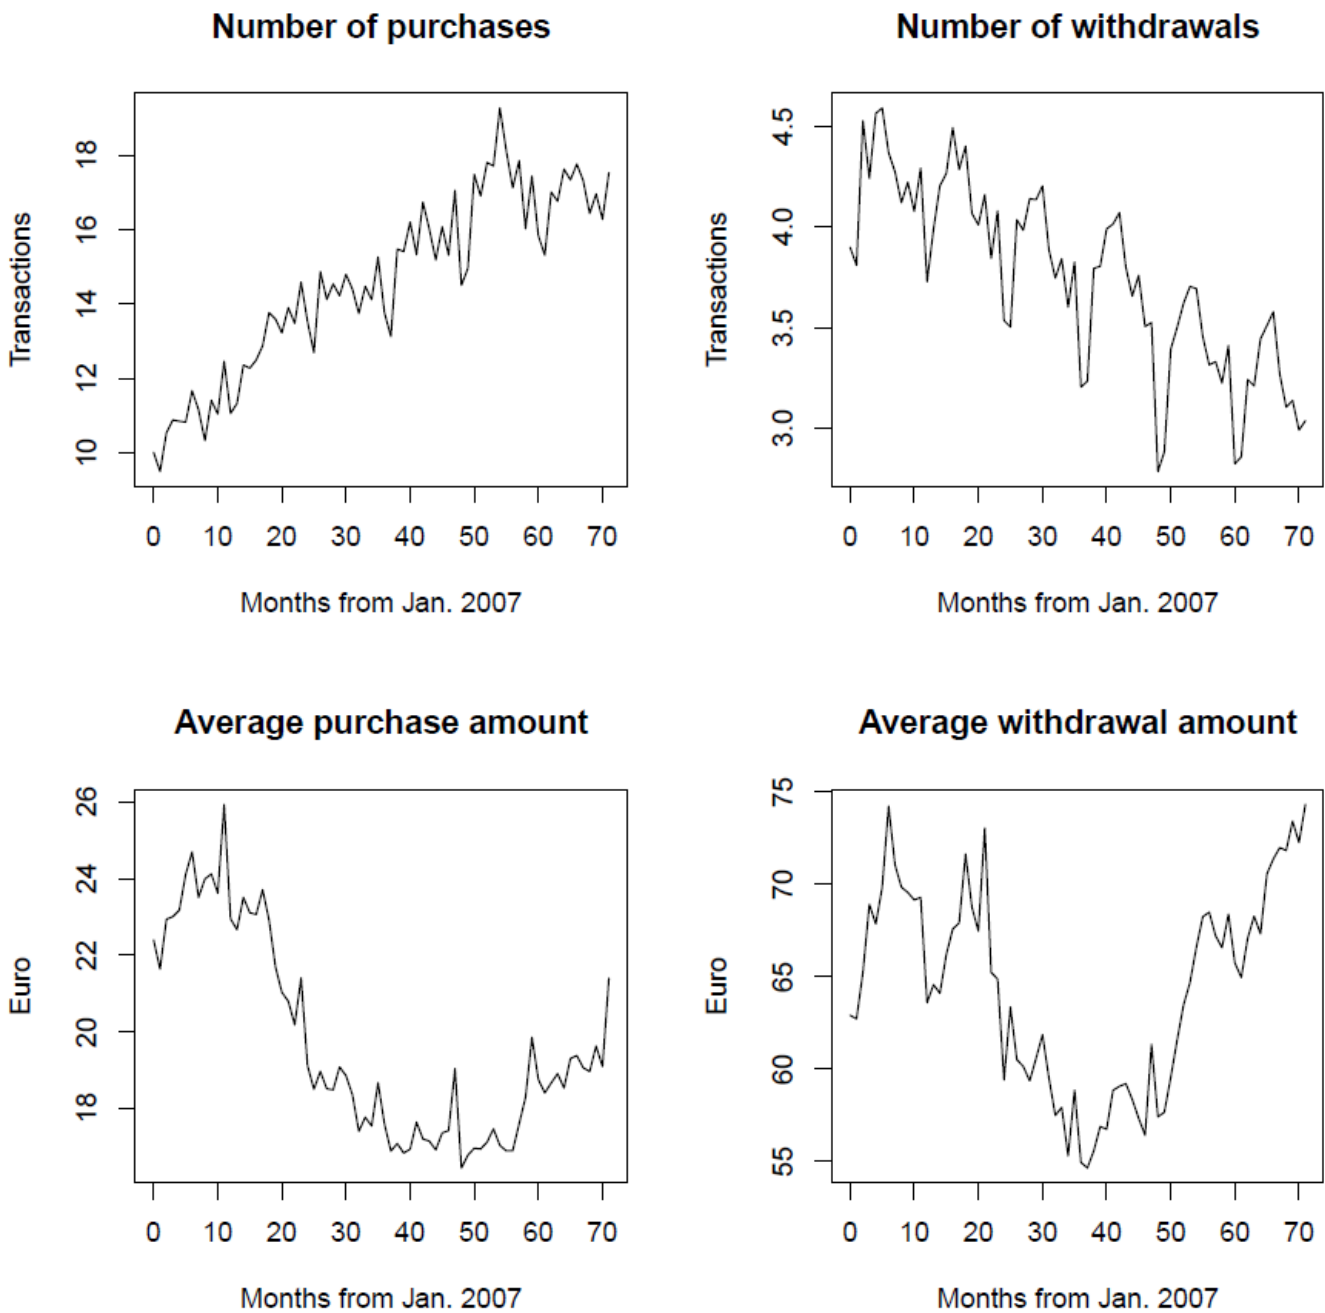 Number of purchases
Transactions
18
16
14
12
10
0 10 20 30 40 50 60 70
Months from Jan. 2007
Number of withdrawals
Transactions
4.5
4.0
3.5
3.0
0 10 20 30 40 50 60 70
Months from Jan. 2007
Average purchase amount
Euro
26
24
22
20
18
0 10 20 30 40 50 60 70
Months from Jan. 2007
Average withdrawal amount
Euro
75
70
65
60
55
0 10 20 30 40 50 60 70
Months from Jan. 2007